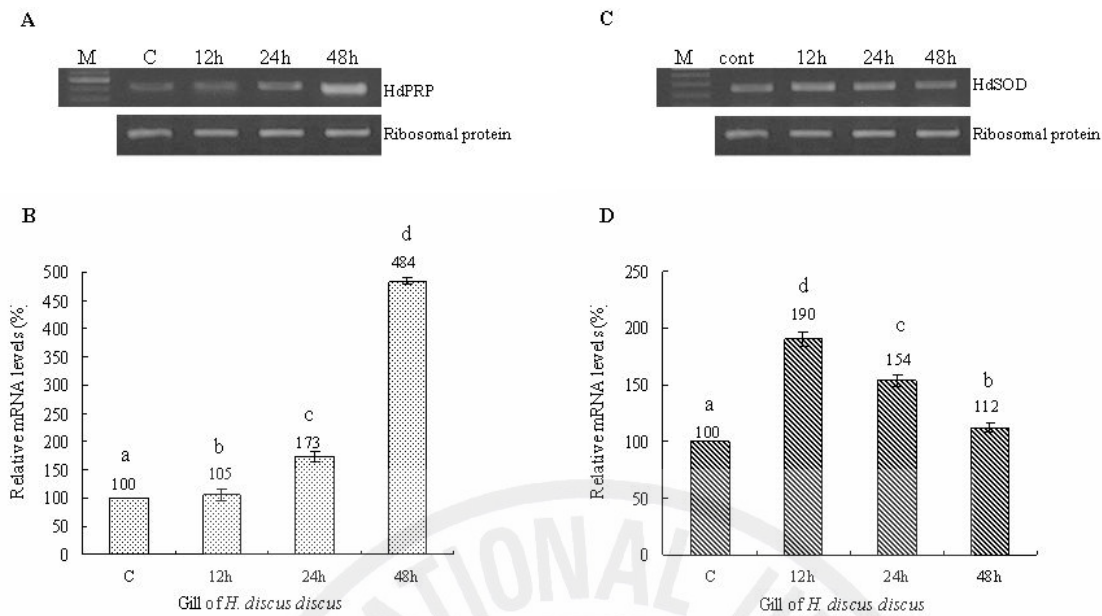 A
M C 12h 24h 48h
HdPRP
Ribosomal protein
C
M cont 12h 24h 48h
HdSOD
Ribosomal protein
B
Relative mRNA levels (%)
500
450
400
350
300
250
200
150
100
50
0
a
100
b
105
c
173
d
484
C 12h 24h 48h
Gill of H. discus discus
D
Relative mRNA levels (%)
250
200
150
100
50
0
a
100
d
190
c
154
b
112
C 12h 24h 48h
Gill of H. discus discus